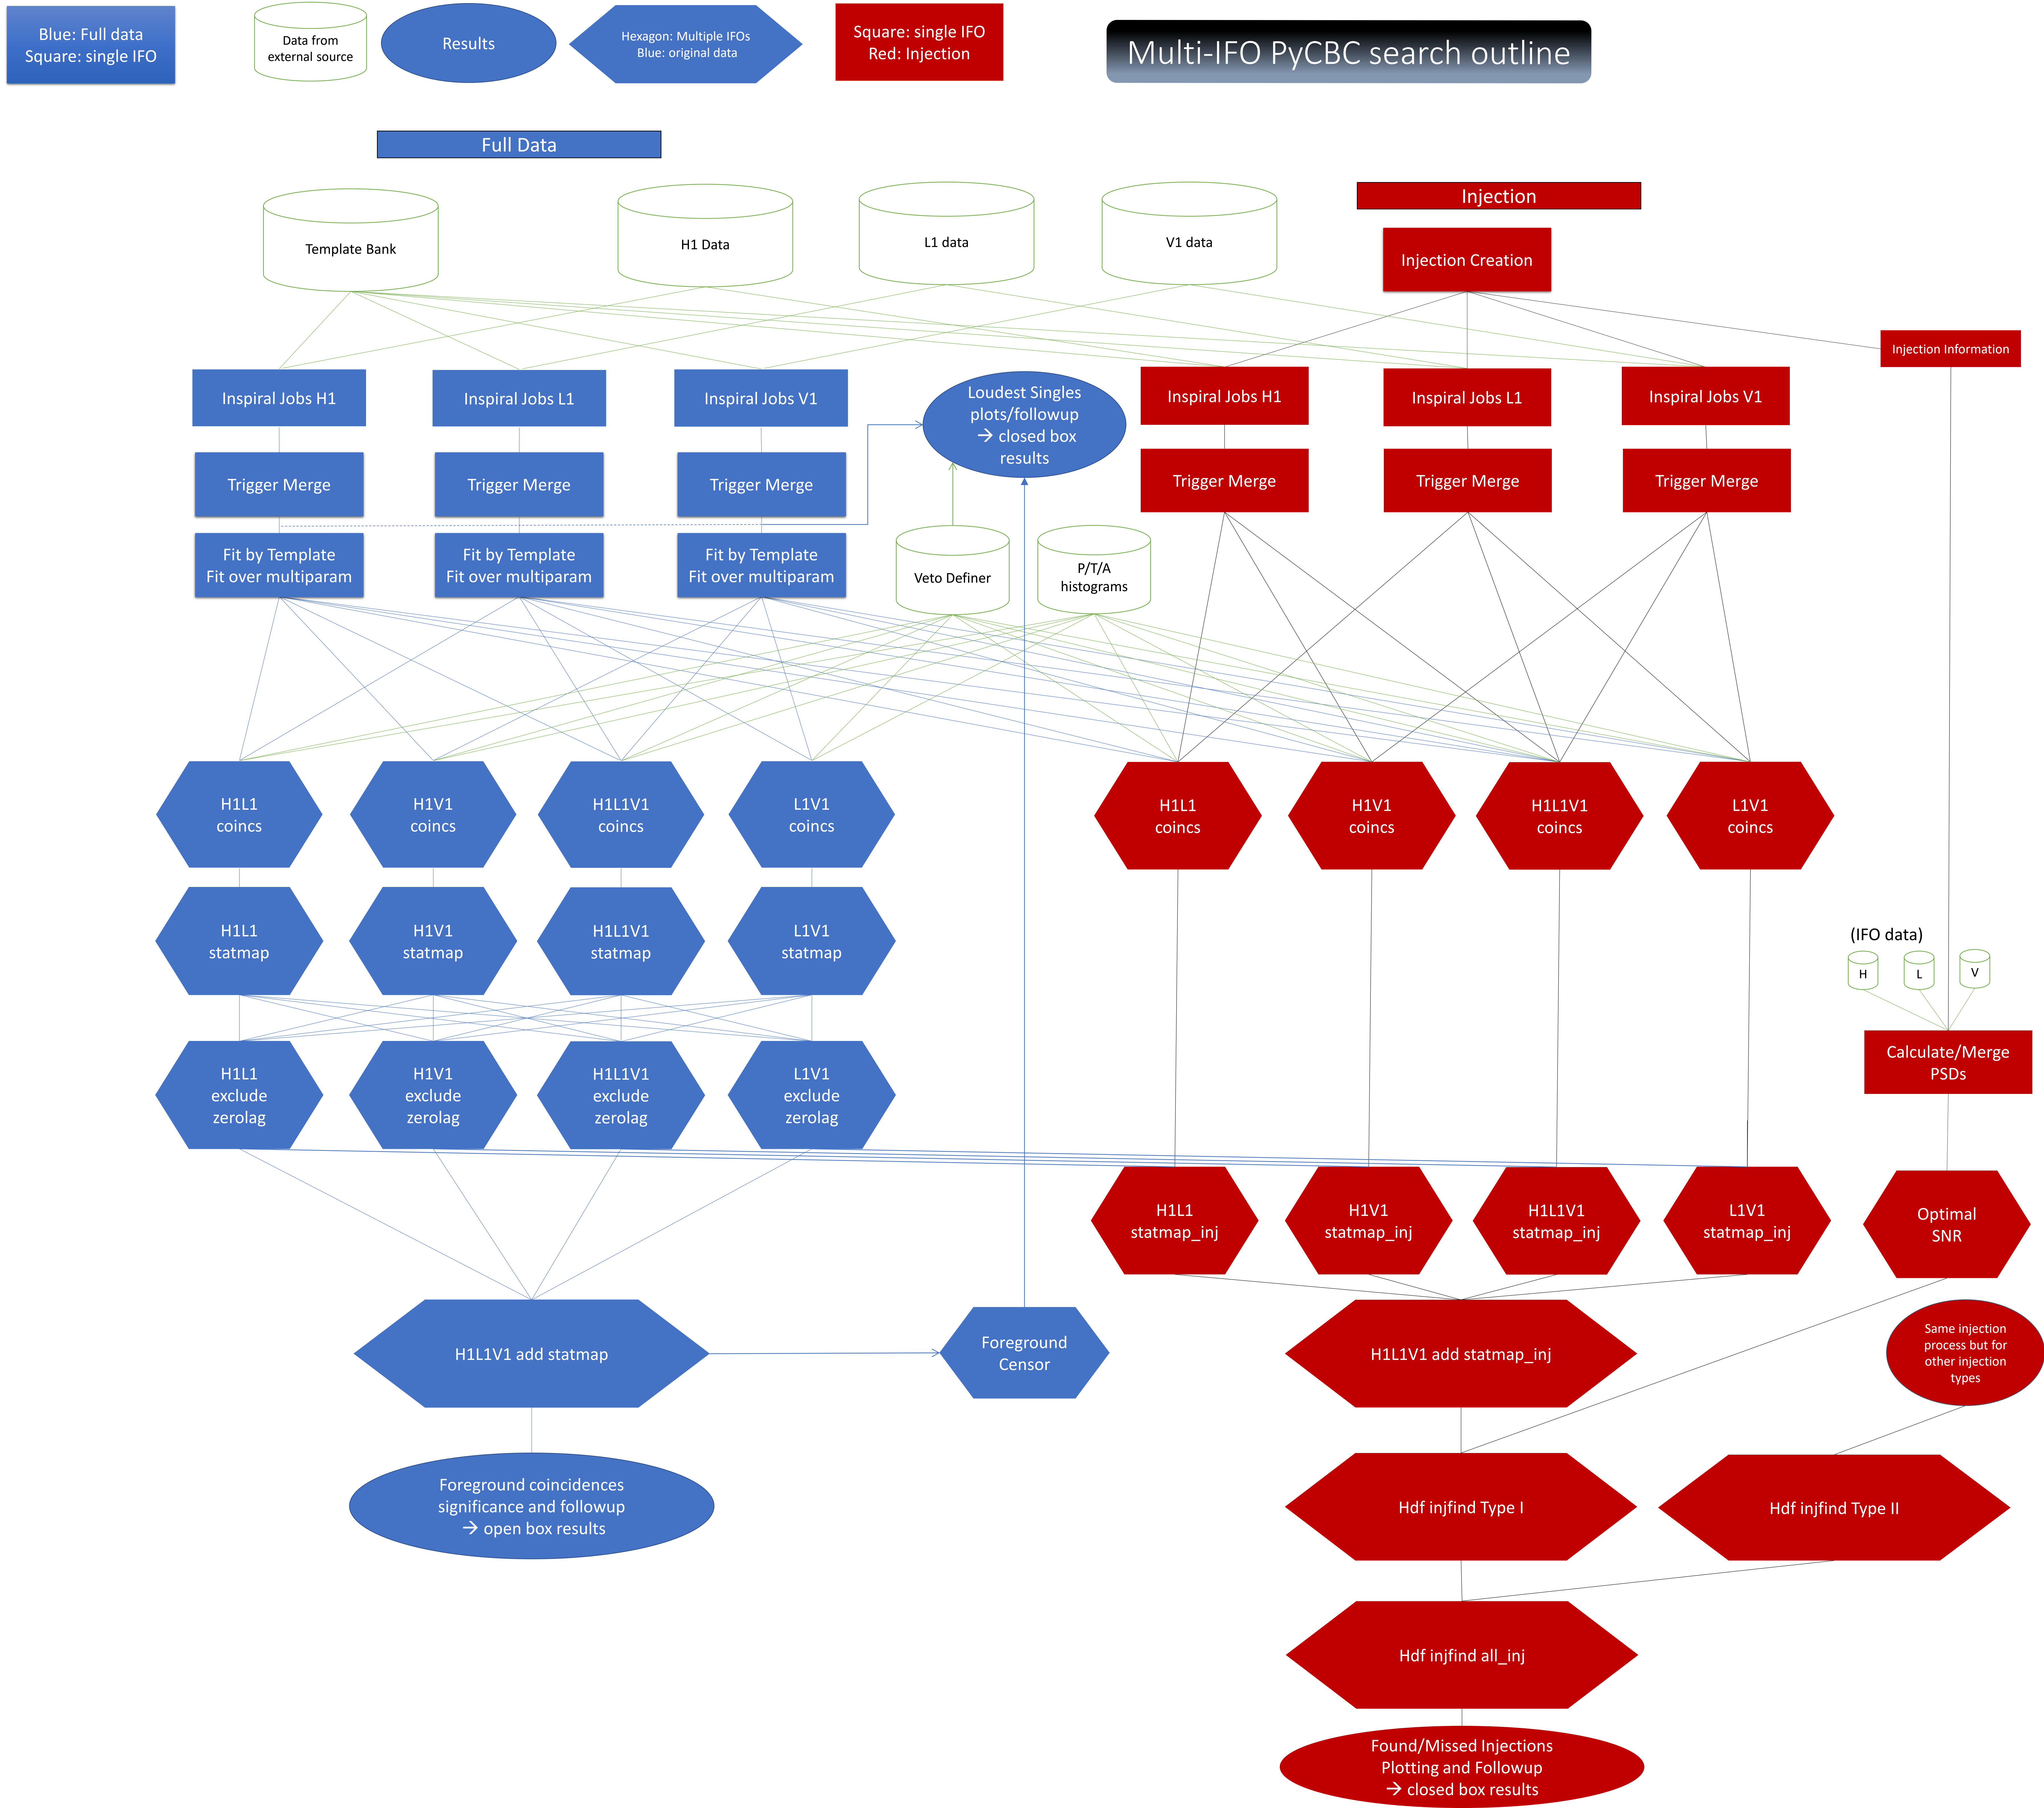 Blue: Full data
Square: single IFO
Data from
external source
Results
Hexagon: Multiple IFOs
Blue: original data
Square: single IFO
Red: Injection
Multi-IFO PyCBC search outline
Full Data
Injection
Template Bank
H1 Data
L1 data
V1 data
Injection Creation
Injection Information
Inspiral Jobs H1
Inspiral Jobs L1
Inspiral Jobs V1
Loudest Singles
plots/followup
→ closed box
results
Inspiral Jobs H1
Inspiral Jobs L1
Inspiral Jobs V1
Trigger Merge
Trigger Merge
Trigger Merge
Trigger Merge
Trigger Merge
Trigger Merge
Fit by Template
Fit over multiparam
Fit by Template
Fit over multiparam
Fit by Template
Fit over multiparam
Veto Definer
P/T/A
histograms
H1L1
coincs
H1V1
coincs
H1L1V1
coincs
L1V1
coincs
H1L1
coincs
H1V1
coincs
H1L1V1
coincs
L1V1
coincs
H1L1
statmap
H1V1
statmap
H1L1V1
statmap
L1V1
statmap
(IFO data)
H
L
V
H1L1
exclude
zerolag
H1V1
exclude
zerolag
H1L1V1
exclude
zerolag
L1V1
exclude
zerolag
Calculate/Merge
PSDs
H1L1
statmap_inj
H1V1
statmap_inj
H1L1V1
statmap_inj
L1V1
statmap_inj
Optimal
SNR
H1L1V1 add statmap
Foreground
Censor
H1L1V1 add statmap_inj
Same injection
process but for
other injection
types
Foreground coincidences
significance and followup
→ open box results
Hdf injfind Type I
Hdf injfind Type II
Hdf injfind all_inj
Found/Missed Injections
Plotting and Followup
→ closed box results